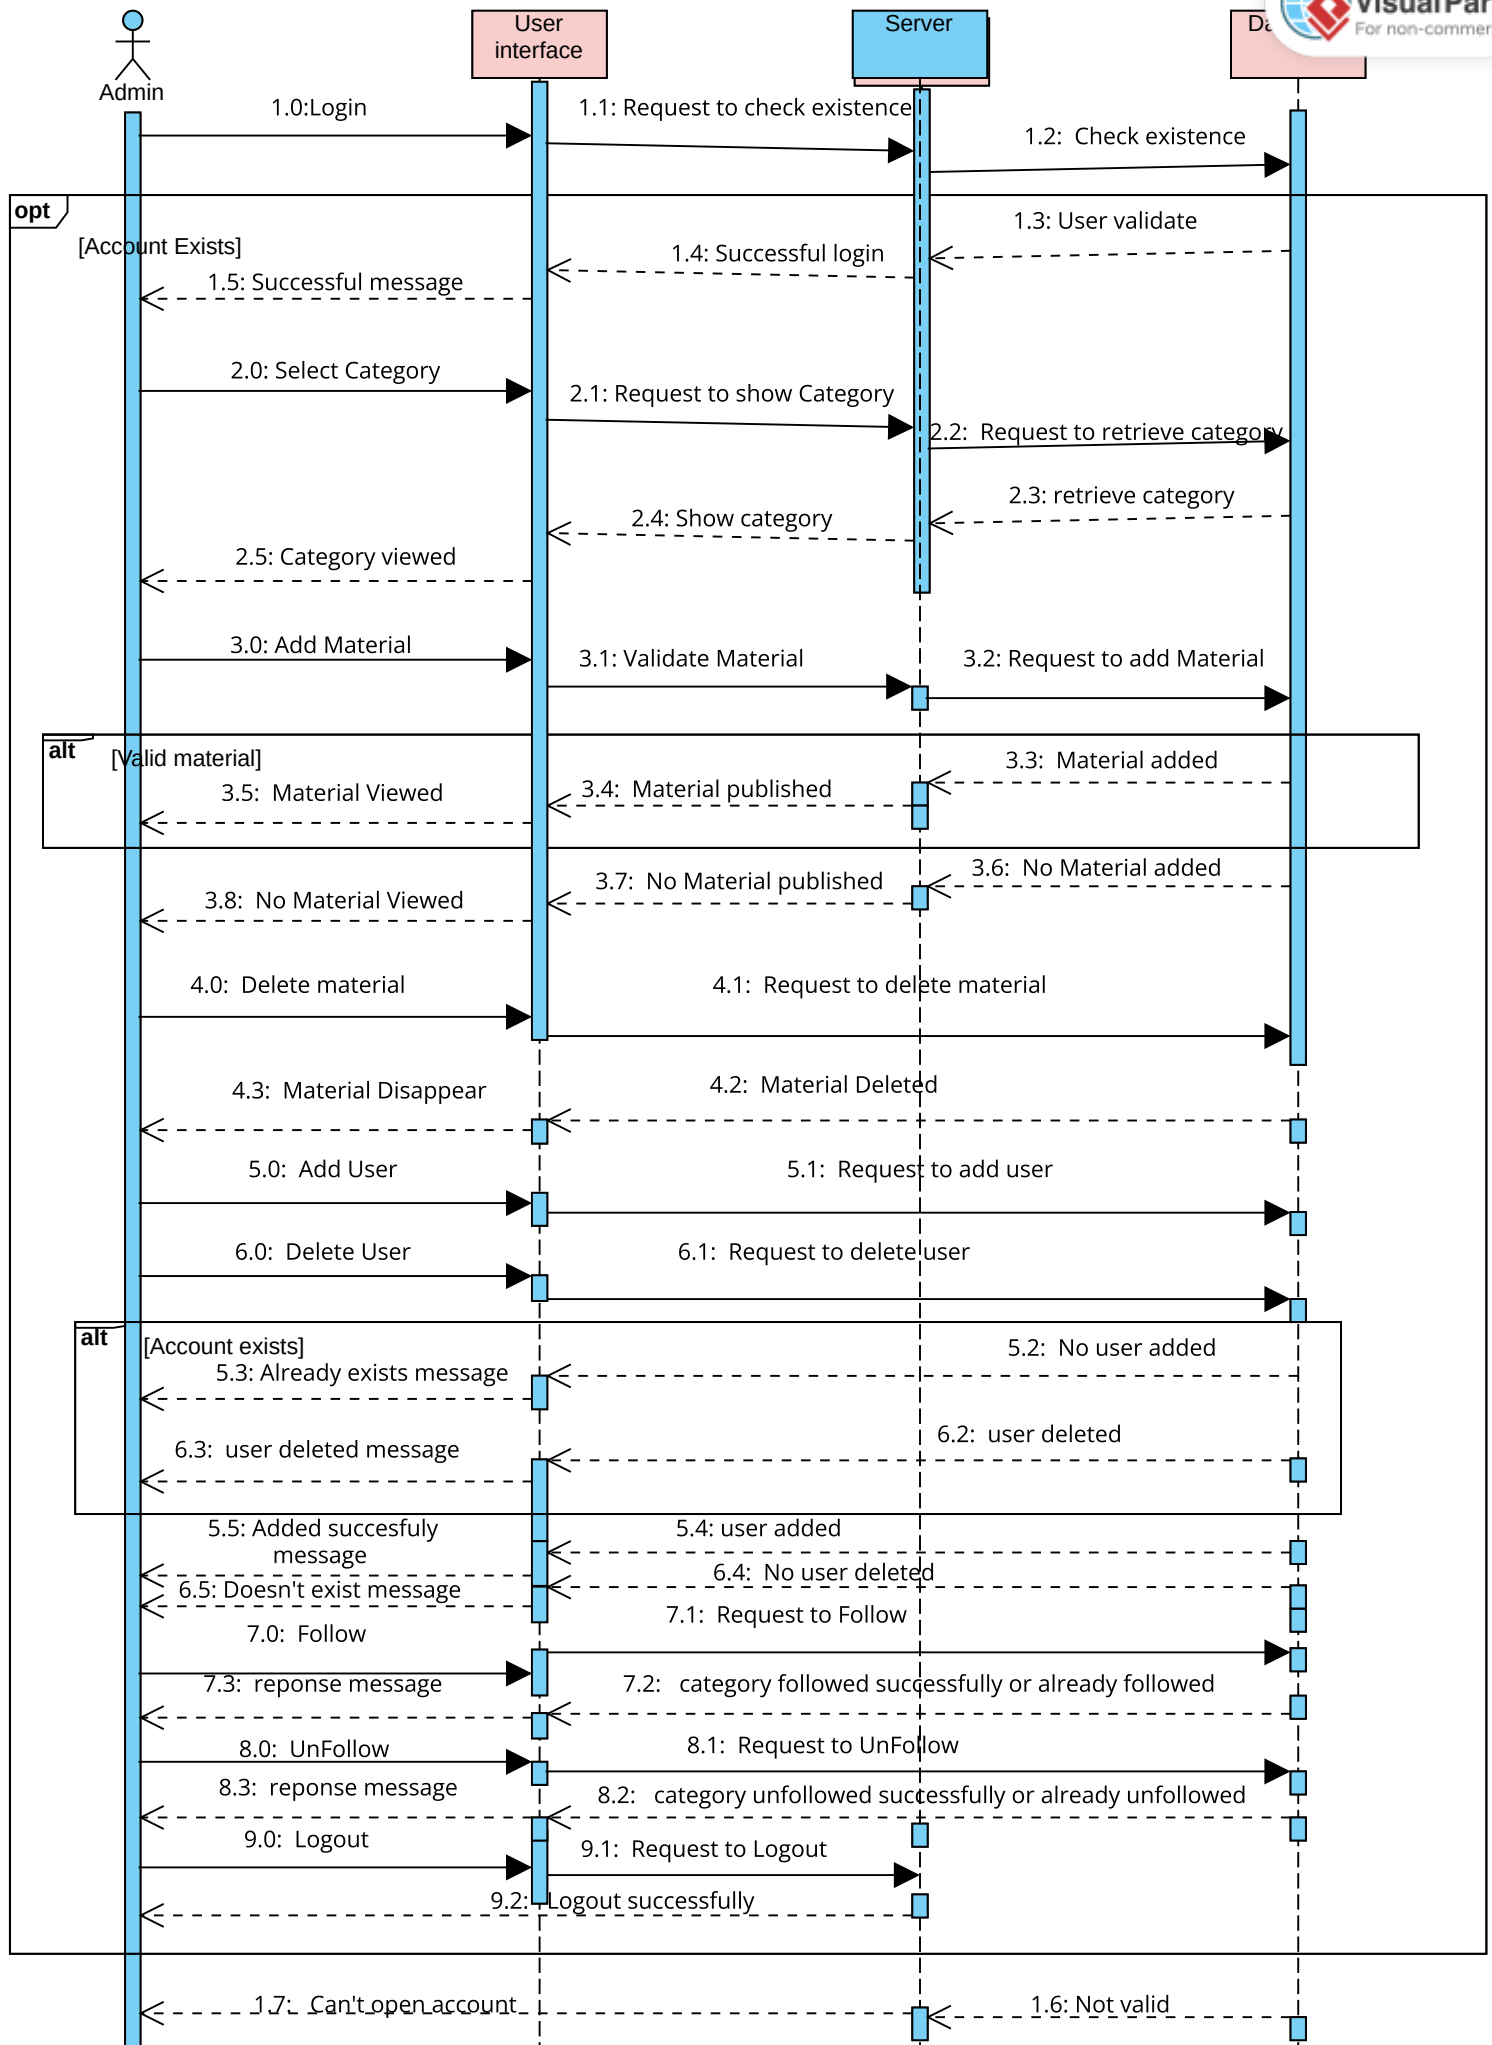 User
interface
Server
Da
VisualPar
For non-commer
Admin
1.0:Login
1.1: Request to check existence
1.2:  Check existence
opt
[Account Exists]
1.3: User validate
1.4: Successful login
1.5: Successful message
2.0: Select Category
2.1: Request to show Category
2.2:  Request to retrieve category
2.3: retrieve category
2.4: Show category
2.5: Category viewed
3.0: Add Material
3.1: Validate Material
3.2: Request to add Material
alt
[Valid material]
3.3:  Material added
3.4:  Material published
3.5:  Material Viewed
3.6:  No Material added
3.7:  No Material published
3.8:  No Material Viewed
4.0:  Delete material
4.1:  Request to delete material
4.3:  Material Disappear
4.2:  Material Deleted
5.0:  Add User
5.1:  Request to add user
6.0:  Delete User
6.1:  Request to delete user
alt
[Account exists]
5.2:  No user added
5.3: Already exists message
6.2:  user deleted
6.3:  user deleted message
5.5: Added succesfuly
message
5.4: user added
6.4:  No user deleted
6.5: Doesn't exist message
7.1:  Request to Follow
7.0:  Follow
7.3:  reponse message
7.2:   category followed successfully or already followed
8.0:  UnFollow
8.1:  Request to UnFollow
8.3:  reponse message
8.2:   category unfollowed successfully or already unfollowed
9.0:  Logout
9.1:  Request to Logout
9.2:   Logout successfully
1.7:   Can't open account
1.6: Not valid